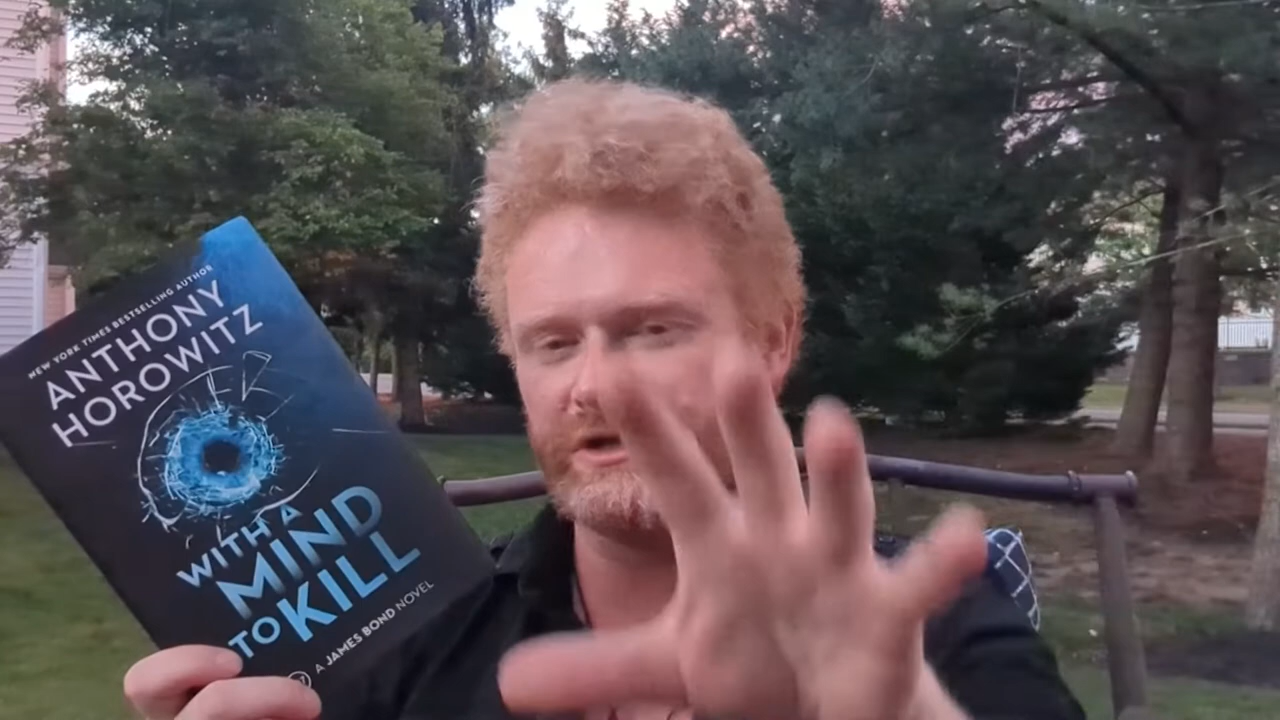 NEW YORK TIMES BESTSELLING AUTHOR
ANTHONY
HOROWITZ
WITH A
MIND
TO KILL
A JAMES BOND NOVEL